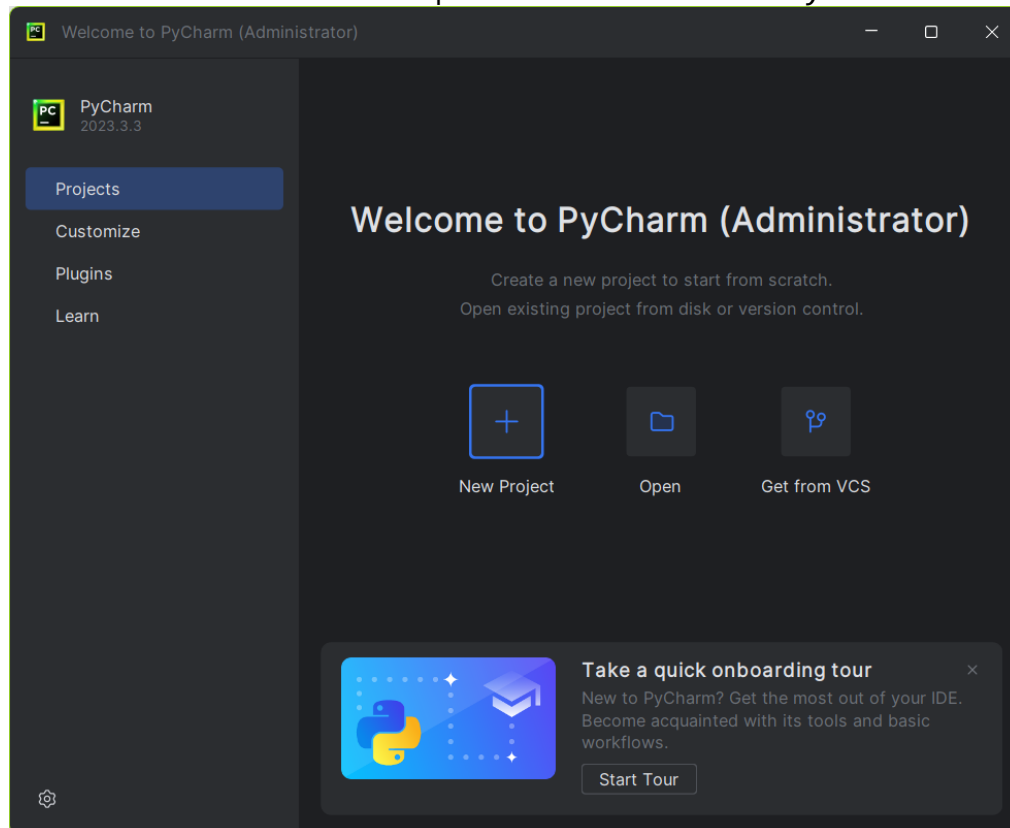 Welcome to PyCharm (Administrator)
PC
PyCharm
2023.3.3
Projects
Customize
Plugins
Learn
Welcome to PyCharm (Administrator)
Create a new project to start from scratch.
Open existing project from disk or version control.
New Project
Open
Get from VCS
Take a quick onboarding tour
New to PyCharm? Get the most out of your IDE.
Become acquainted with its tools and basic
workflows.
Start Tour